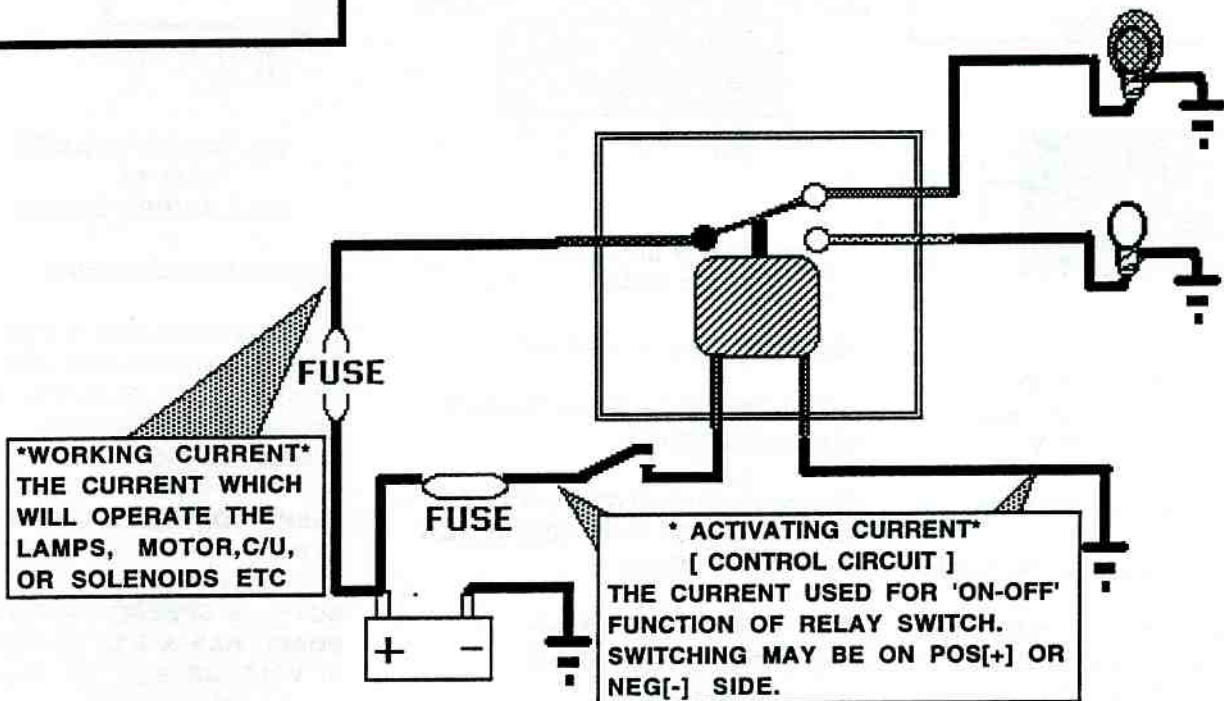 FUSE
*WORKING CURRENT*
THE CURRENT WHICH
WILL OPERATE THE
LAMPS, MOTOR,C/U,
OR SOLENOIDS ETC
FUSE
+ -
* ACTIVATING CURRENT*
[ CONTROL CIRCUIT ]
THE CURRENT USED FOR 'ON-OFF'
FUNCTION OF RELAY SWITCH.
SWITCHING MAY BE ON POS[+] OR
NEG[-] SIDE.